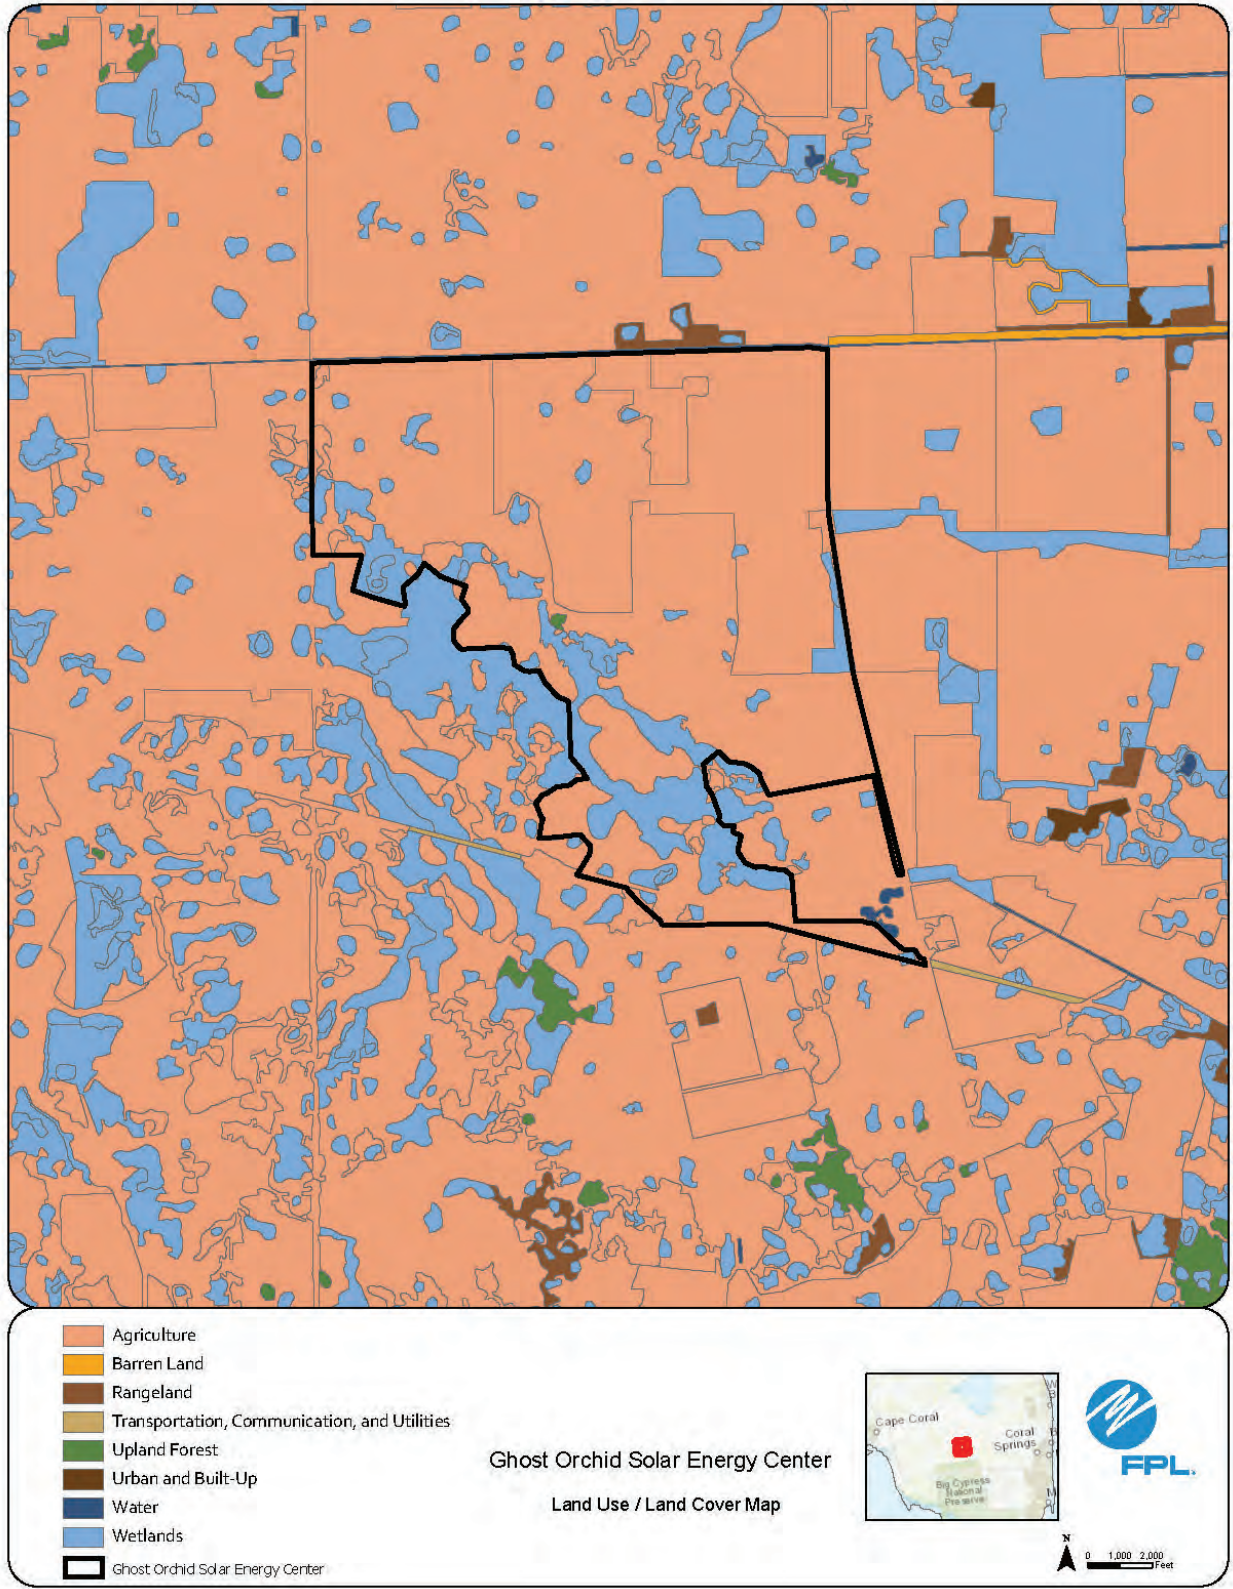 Agriculture
Barren Land
Rangeland
Transportation, Communication, and Utilities
Upland Forest
Urban and Built-Up
Water
Wetlands
Ghost Orchid Solar Energy Center
Ghost Orchid Solar Energy Center
Land Use / Land Cover Map
Cape Coral
Coral
Springs
Big Cypress
National
Preserve
W
B
B
M
FPL.
N
0 1,000 2,000
Feet